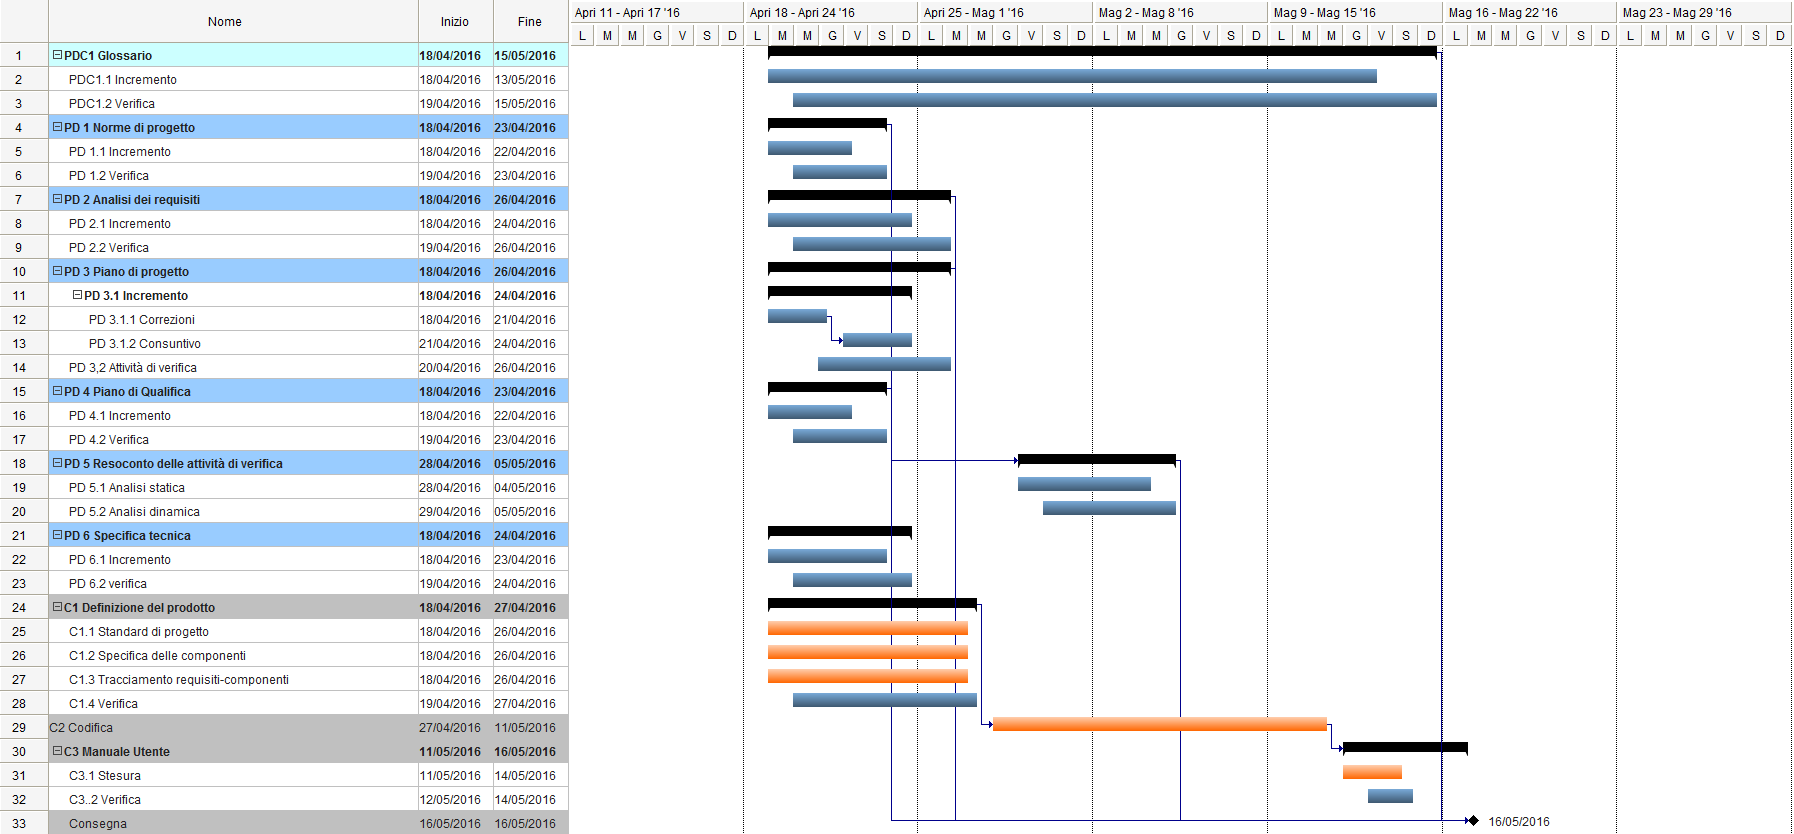 Nome Inizio Fine Apri 11 - Apri 17 '16 Apri 18 - Apri 24 '16 Apri 25 - Mag 1 '16 Mag 2 - Mag 8 '16 Mag 9 - Mag 15 '16 Mag 16 - Mag 22 '16 Mag 23 - Mag 29 '16
L M M G V S D L M M G V S D L M M G V S D L M M G V S D L M M G V S D L M M G V S D L M M G V S D
1 PDC1 Glossario 18/04/2016 15/05/2016
2 PDC1.1 Incremento 18/04/2016 13/05/2016
3 PDC1.2 Verifica 19/04/2016 15/05/2016
4 PD 1 Norme di progetto 18/04/2016 23/04/2016
5 PD 1.1 Incremento 18/04/2016 22/04/2016
6 PD 1.2 Verifica 19/04/2016 23/04/2016
7 PD 2 Analisi dei requisiti 18/04/2016 26/04/2016
8 PD 2.1 Incremento 18/04/2016 24/04/2016
9 PD 2.2 Verifica 19/04/2016 26/04/2016
10 PD 3 Piano di progetto 18/04/2016 26/04/2016
11 PD 3.1 Incremento 18/04/2016 24/04/2016
12 PD 3.1.1 Correzioni 18/04/2016 21/04/2016
13 PD 3.1.2 Consuntivo 21/04/2016 24/04/2016
14 PD 3,2 Attività di verifica 20/04/2016 26/04/2016
15 PD 4 Piano di Qualifica 18/04/2016 23/04/2016
16 PD 4.1 Incremento 18/04/2016 22/04/2016
17 PD 4.2 Verifica 19/04/2016 23/04/2016
18 PD 5 Resoconto delle attività di verifica 28/04/2016 05/05/2016
19 PD 5.1 Analisi statica 28/04/2016 04/05/2016
20 PD 5.2 Analisi dinamica 29/04/2016 05/05/2016
21 PD 6 Specifica tecnica 18/04/2016 24/04/2016
22 PD 6.1 Incremento 18/04/2016 23/04/2016
23 PD 6.2 verifica 19/04/2016 24/04/2016
24 C1 Definizione del prodotto 18/04/2016 27/04/2016
25 C1.1 Standard di progetto 18/04/2016 26/04/2016
26 C1.2 Specifica delle componenti 18/04/2016 26/04/2016
27 C1.3 Tracciamento requisiti-componenti 18/04/2016 26/04/2016
28 C1.4 Verifica 19/04/2016 27/04/2016
29 C2 Codifica 27/04/2016 11/05/2016
30 C3 Manuale Utente 11/05/2016 16/05/2016
31 C3.1 Stesura 11/05/2016 14/05/2016
32 C3..2 Verifica 12/05/2016 14/05/2016
33 Consegna 16/05/2016 16/05/2016 16/05/2016